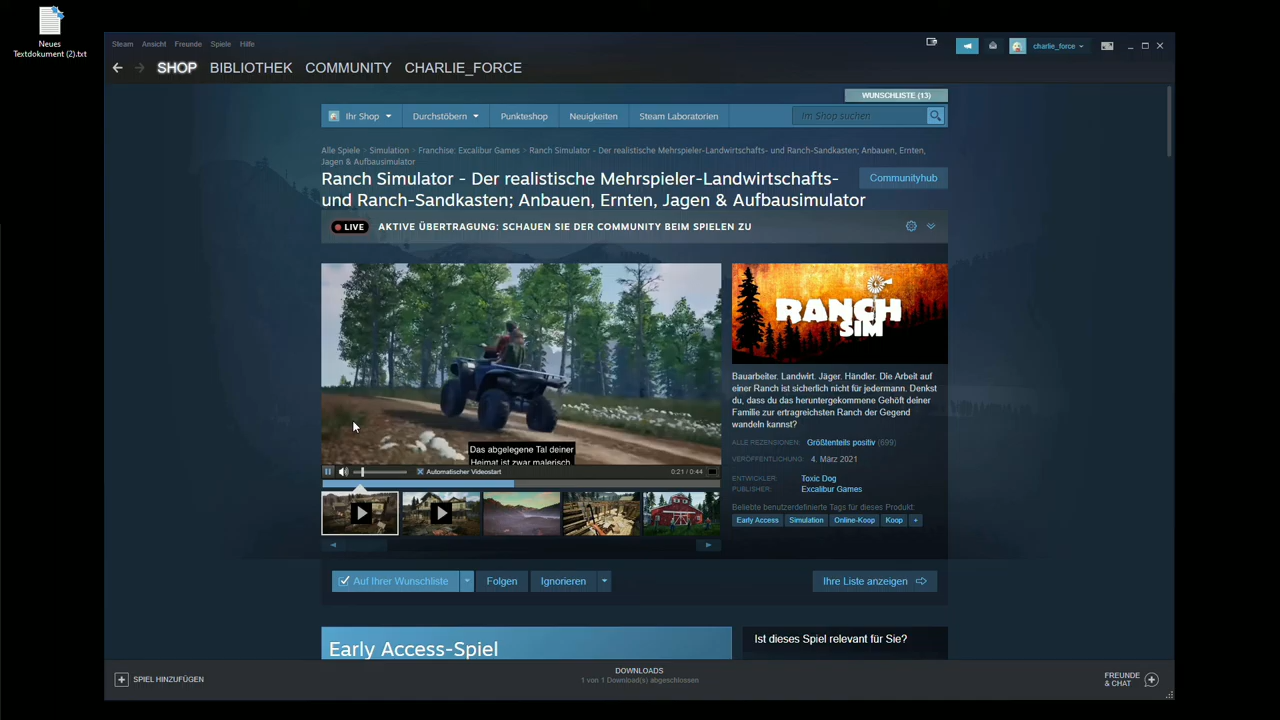 Neues
Textdokument (2).txt
Steam Ansicht Freunde Spiele Hilfe
charlie_force
SHOP BIBLIOTHEK COMMUNITY CHARLIE_FORCE
WUNSCHLISTE (13)
Ihr Shop Durchstöbern Punkteshop Neuigkeiten Steam Laboratorien Im Shop suchen
Alle Spiele > Simulation > Franchise: Excalibur Games > Ranch Simulator - Der realistische Mehrspieler-Landwirtschafts- und Ranch-Sandkasten; Anbauen, Ernten,
Jagen & Aufbausimulator
Ranch Simulator - Der realistische Mehrspieler-Landwirtschafts-
und Ranch-Sandkasten; Anbauen, Ernten, Jagen & Aufbausimulator
Communityhub
LIVE AKTIVE ÜBERTRAGUNG: SCHAUEN SIE DER COMMUNITY BEIM SPIELEN ZU
Das abgelegene Tal deiner
Heimat ist zwar malerisch,
Automatischer Videostart 0:21 / 0:44
RANCH
SIM
Bauarbeiter. Landwirt. Jäger. Händler. Die Arbeit auf
einer Ranch ist sicherlich nicht für jedermann. Denkst
du, dass du das heruntergekommene Gehöft deiner
Familie zur ertragreichsten Ranch der Gegend
wandeln kannst?
ALLE REZENSIONEN: Größtenteils positiv (699)
VERÖFFENTLICHUNG: 4. März 2021
ENTWICKLER: Toxic Dog
PUBLISHER: Excalibur Games
Beliebte benutzerdefinierte Tags für dieses Produkt:
Early Access Simulation Online-Koop Koop +
Auf Ihrer Wunschliste Folgen Ignorieren Ihre Liste anzeigen
Early Access-Spiel
Ist dieses Spiel relevant für Sie?
SPIEL HINZUFÜGEN
DOWNLOADS
1 von 1 Download(s) abgeschlossen
FREUNDE
& CHAT